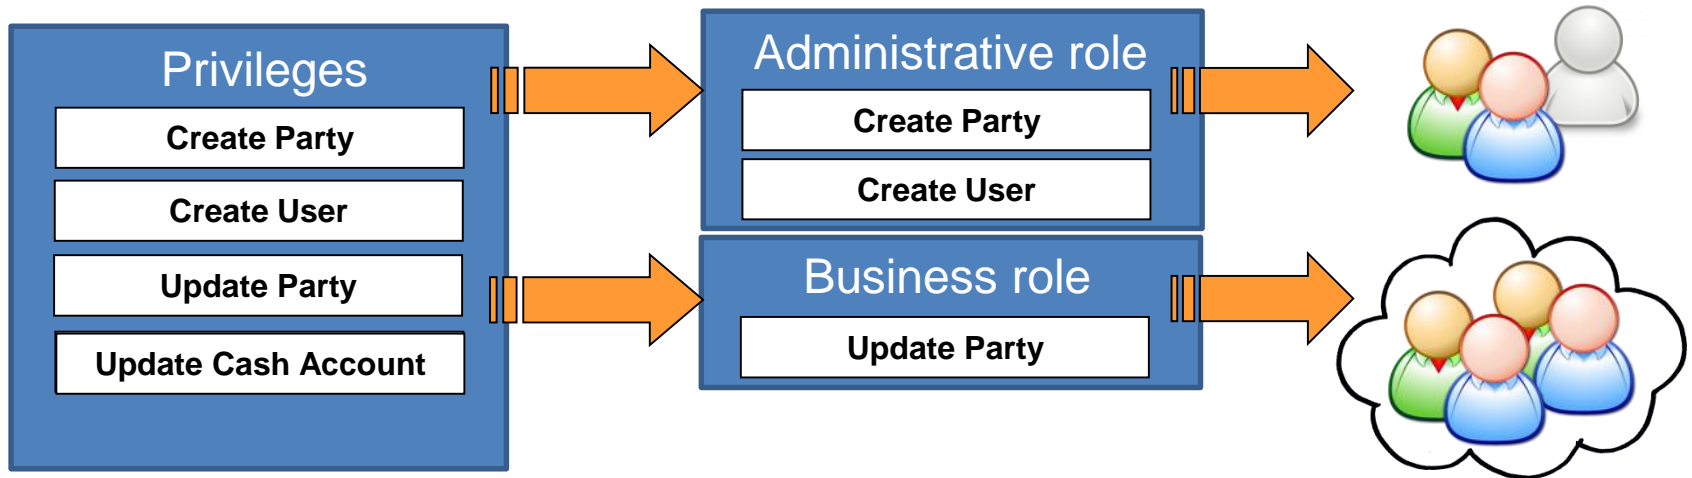 Privileges
Create Party
Create User
Update Party
Update Cash Account
Administrative role
Create Party
Create User
Business role
Update Party